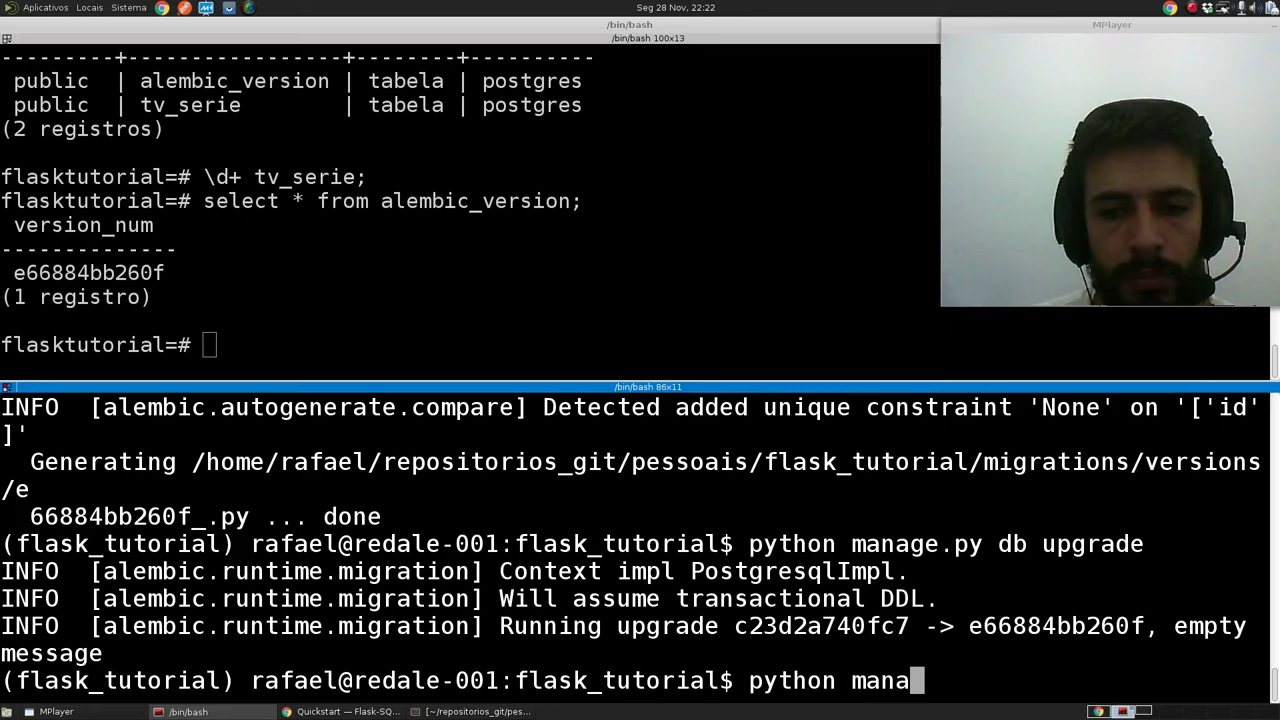 Aplicativos Locais Sistema Seg 28 Nov, 22:22
/bin/bash
/bin/bash 100x13
MPlayer
---------+-----------------+--------+----------
public | alembic_version | tabela | postgres
public | tv_serie | tabela | postgres
(2 registros)
flasktutorial=# \d+ tv_serie;
flasktutorial=# select * from alembic_version;
version_num
--------------
e66884bb260f
(1 registro)
flasktutorial=#
/bin/bash 86x11
INFO [alembic.autogenerate.compare] Detected added unique constraint 'None' on '['id'
]'
Generating /home/rafael/repositorios_git/pessoais/flask_tutorial/migrations/versions
/e
66884bb260f_.py ... done
(flask_tutorial) rafael@redale-001:flask_tutorial$ python manage.py db upgrade
INFO [alembic.runtime.migration] Context impl PostgresqlImpl.
INFO [alembic.runtime.migration] Will assume transactional DDL.
INFO [alembic.runtime.migration] Running upgrade c23d2a740fc7 -> e66884bb260f, empty
message
(flask_tutorial) rafael@redale-001:flask_tutorial$ python mana
MPlayer /bin/bash Quickstart — Flask-SQ... [~/repositorios_git/pes...